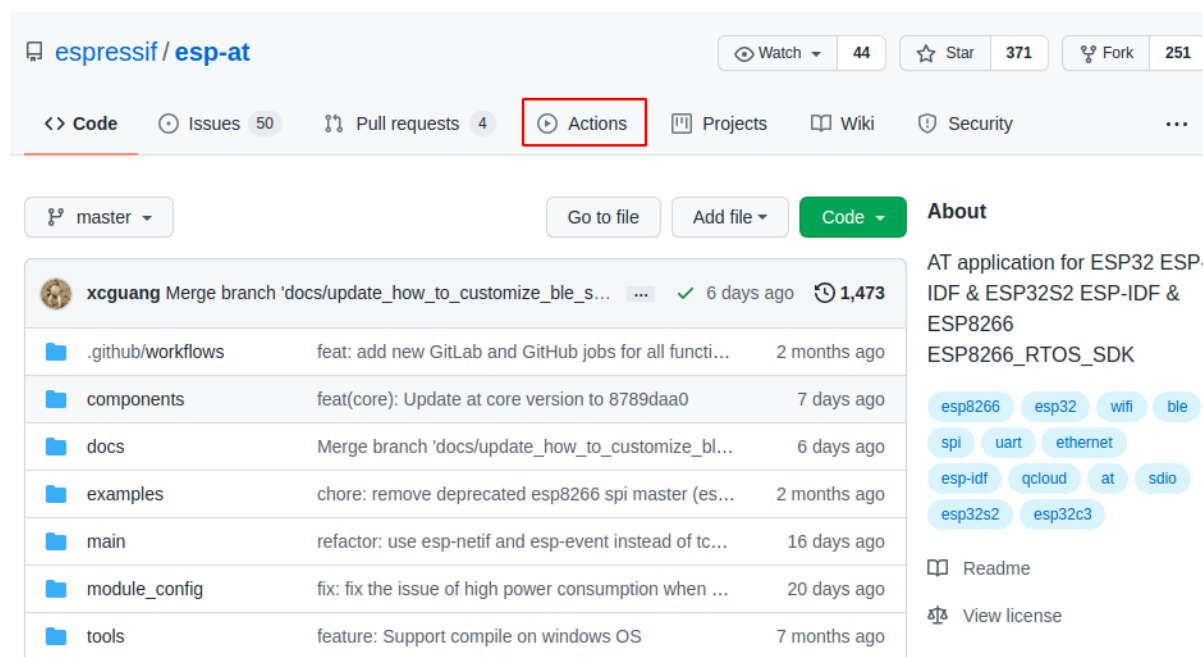 espressif / esp-at
Watch 44 Star 371 Fork 251
<> Code Issues 50 Pull requests 4 Actions Projects Wiki Security ...
master Go to file Add file Code
xcguang Merge branch 'docs/update_how_to_customize_ble_s... ... 6 days ago 1,473
.github/workflows feat: add new GitLab and GitHub jobs for all functi... 2 months ago
components feat(core): Update at core version to 8789daa0 7 days ago
docs Merge branch 'docs/update_how_to_customize_bl... 6 days ago
examples chore: remove deprecated esp8266 spi master (es... 2 months ago
main refactor: use esp-netif and esp-event instead of tc... 16 days ago
module_config fix: fix the issue of high power consumption when ... 20 days ago
tools feature: Support compile on windows OS 7 months ago
About
AT application for ESP32 ESP-
IDF & ESP32S2 ESP-IDF &
ESP8266
ESP8266_RTOS_SDK
esp8266 esp32 wifi ble
spi uart ethernet
esp-idf qcloud at sdio
esp32s2 esp32c3
Readme
View license